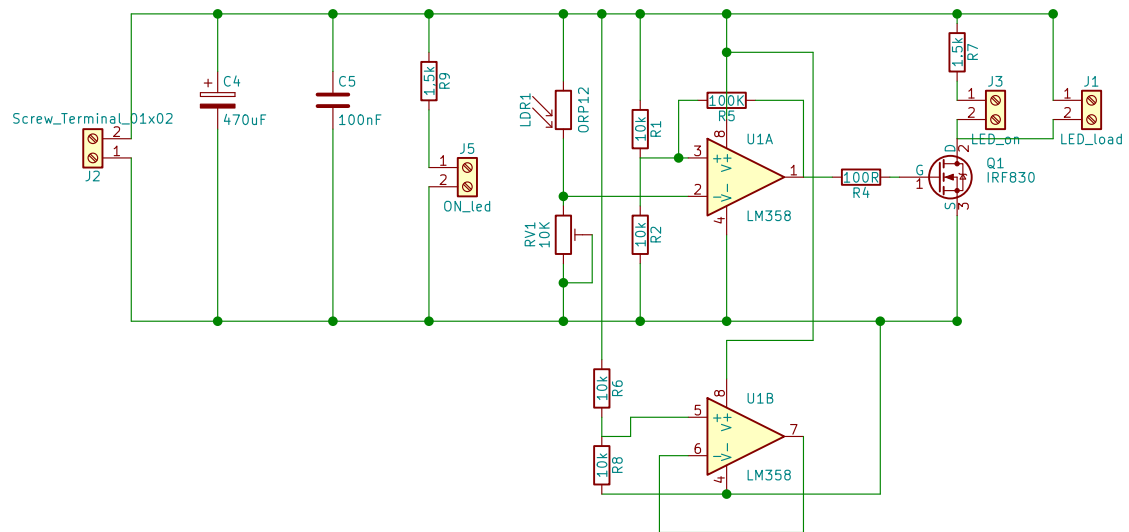 Screw_Terminal_01x02
2
1
J2
+
C4
470uF
C5
100nF
1.5k
R9
1
2
J5
ON_led
LDR1
ORP12
RV1
10K
10k
R1
10k
R2
100K
R5
3
2
+
-
V+
V-
8
4
1
U1A
LM358
100R
R4
G
1
D
2
S
3
Q1
IRF830
1.5k
R7
J3
1
2
LED_on
J1
1
2
LED_load
10k
R6
10k
R8
5
6
+
-
V+
V-
8
4
7
U1B
LM358